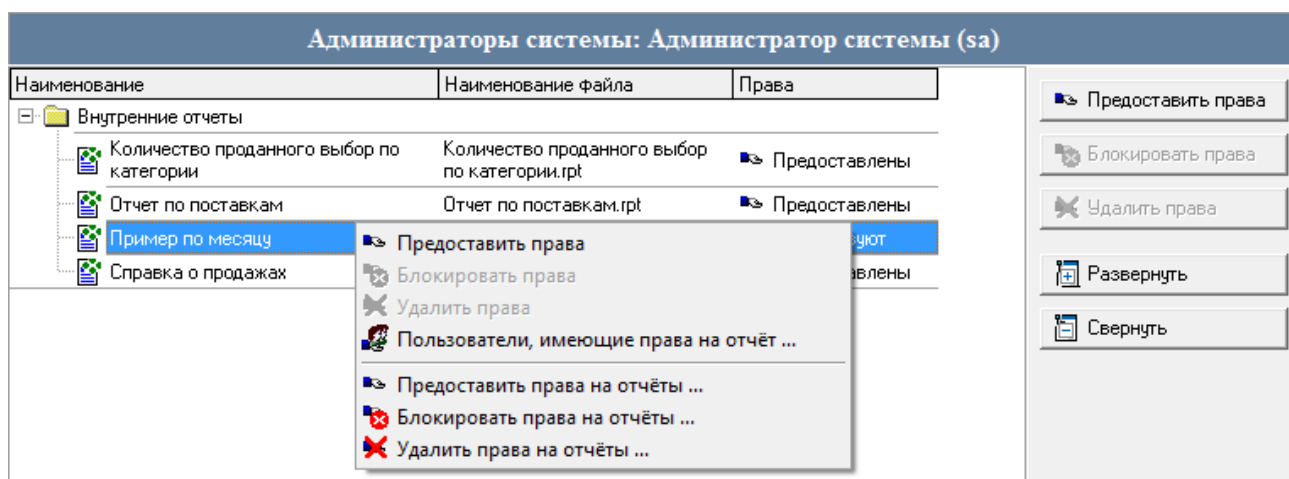 Администраторы системы: Администратор системы (sa)
Наименование Наименование файла Права
Внутренние отчеты
Количество проданного выбор по Количество проданного выбор
категории по категории.rpt Предоставлены
Отчет по поставкам Отчет по поставкам.rpt Предоставлены
Пример по месяцу
Справка о продажах
Предоставить права
Блокировать права
Удалить права
Пользователи, имеющие права на отчёт ...
Предоставить права на отчёты ...
Блокировать права на отчёты ...
Удалить права на отчёты ...
Предоставить права
Блокировать права
Удалить права
Развернуть
Свернуть